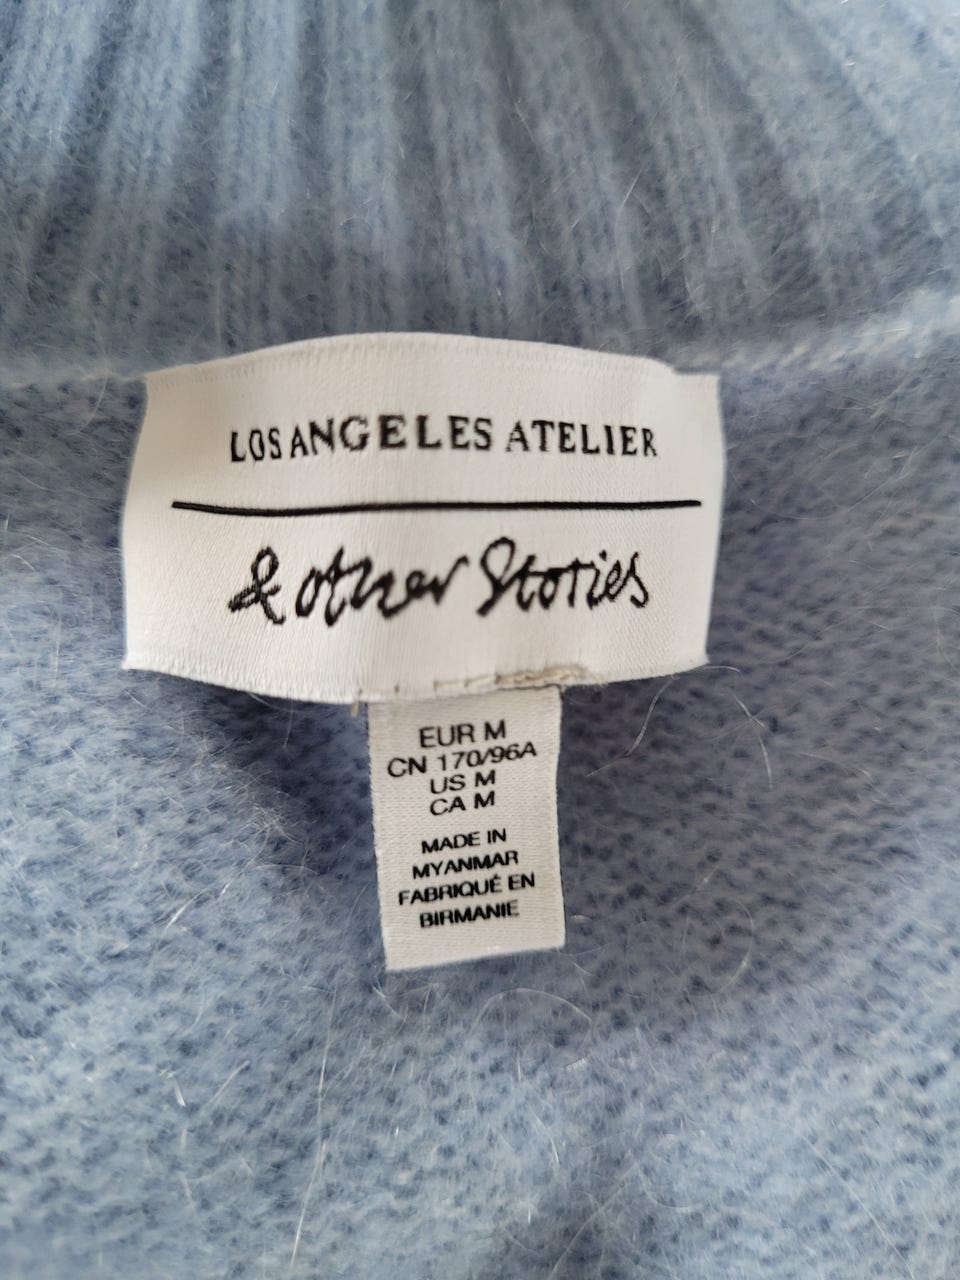 LOS ANGELES ATELIER
& other Stories
EUR M
CN 170/96A
US M
CA M
MADE IN
MYANMAR
FABRIQUÉ EN
BIRMANIE